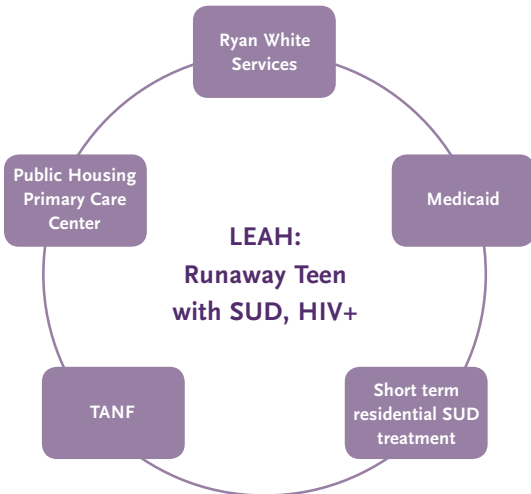 Ryan White
Services
Public Housing
Primary Care
Center
Medicaid
LEAH:
Runaway Teen
with SUD, HIV+
TANF
Short term
residential SUD
treatment